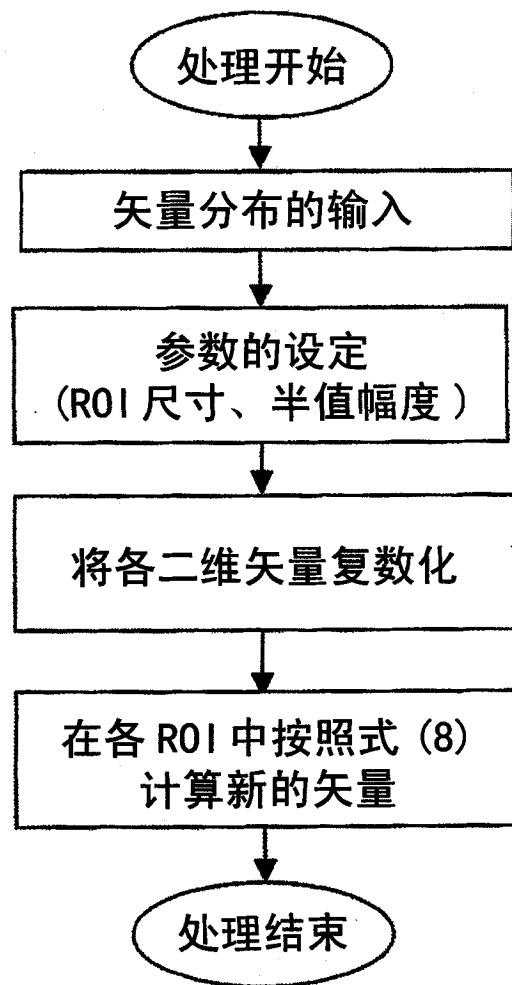 处理开始
矢量分布的输入
参数的设定
(ROI 尺寸、半值幅度)
将各二维矢量复数化
在各 ROI 中按照式 (8)
计算新的矢量
处理结束